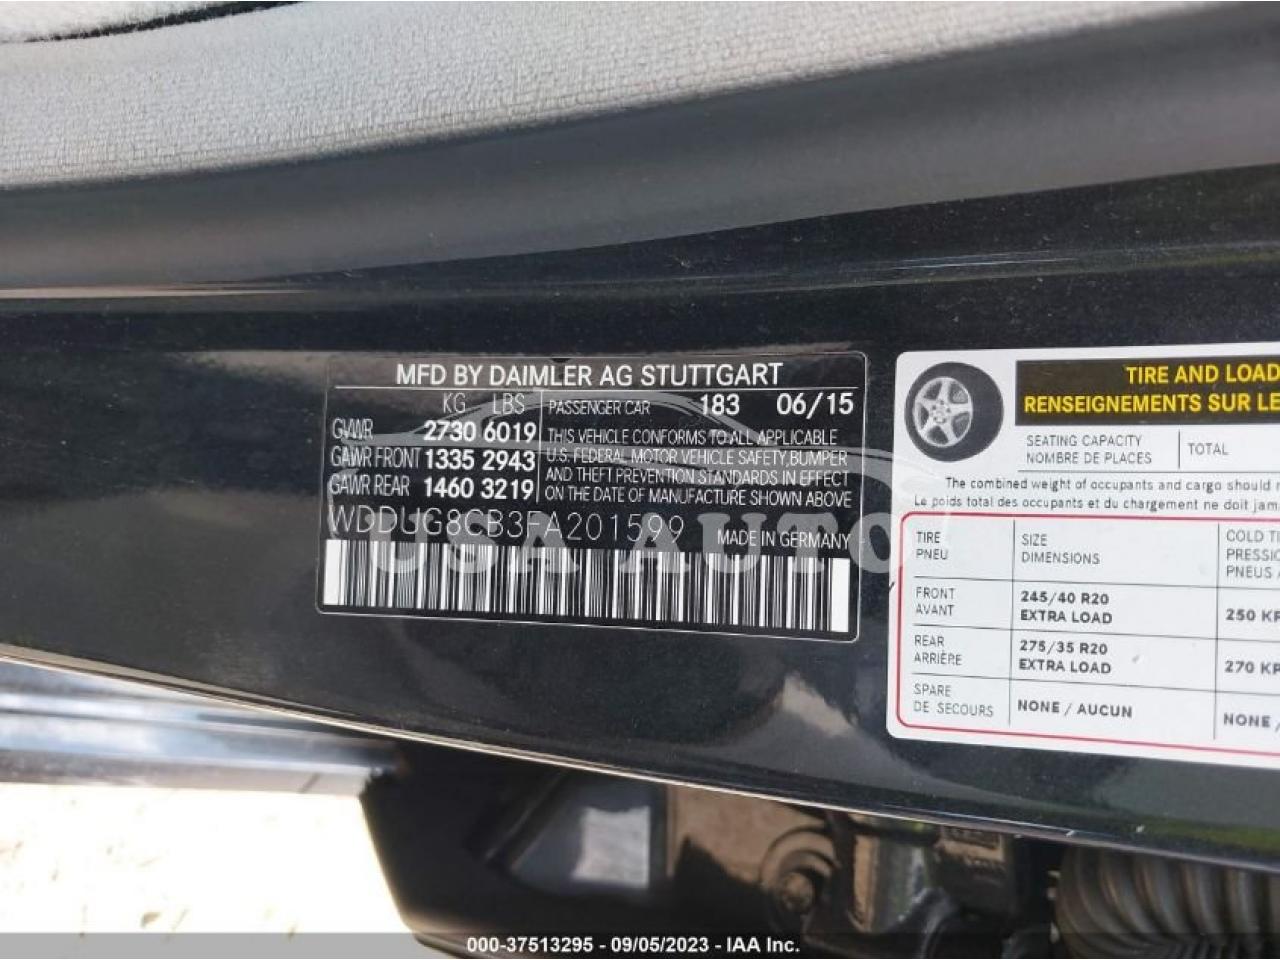 MFD BY DAIMLER AG STUTTGART
KG LBS PASSENGER CAR 183 06/15
GVWR 2730 6019 THIS VEHICLE CONFORMS TO ALL APPLICABLE
GAWR FRONT 1335 2943 U.S. FEDERAL MOTOR VEHICLE SAFETY, BUMPER
AND THEFT PREVENTION STANDARDS IN EFFECT
GAWR REAR 1460 3219 ON THE DATE OF MANUFACTURE SHOWN ABOVE
WDDUG8CB3FA201599 MADE IN GERMANY
USA AUTO
TIRE AND LOAD
RENSEIGNEMENTS SUR LE
SEATING CAPACITY
NOMBRE DE PLACES
TOTAL
The combined weight of occupants and cargo should
Le poids total des occupants et du chargement ne doit jam
TIRE SIZE COLD TI
PNEU DIMENSIONS PRESSIO
PNEUS
FRONT 245/40 R20
AVANT EXTRA LOAD 250 KP
REAR 275/35 R20
ARRIÈRE EXTRA LOAD 270 KP
SPARE
DE SECOURS NONE / AUCUN NONE /
000-37513295 - 09/05/2023 - IAA Inc.